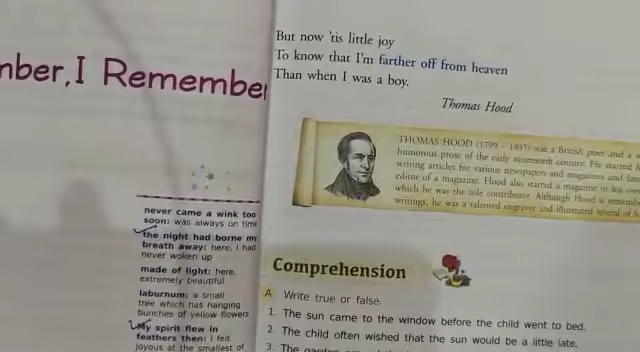 mber, I Remember
never came a wink too
soon: was always on time
the night had borne my
breath away: here, I had
never woken up
made of light: here,
extremely beautiful
laburnum: a small
tree which has hanging
bunches of yellow flowers
My spirit flew in
feathers then: I felt
joyous at the smallest of
But now 'tis little joy
To know that I'm farther off from heaven
Than when I was a boy.
Thomas Hood
THOMAS HOOD (1799 – 1845) was a British poet and a
humorous prose of the early nineteenth century. He started
writing articles for various newspapers and magazines and
editor of a magazine. Hood also started a magazine
which he was the sole contributor. Although Hood is
writings, he was a talented engraver and illustrated several of
Comprehension
A Write true or false.
1. The sun came to the window before the child went to bed.
2. The child often wished that the sun would be a little late.
3. The garden